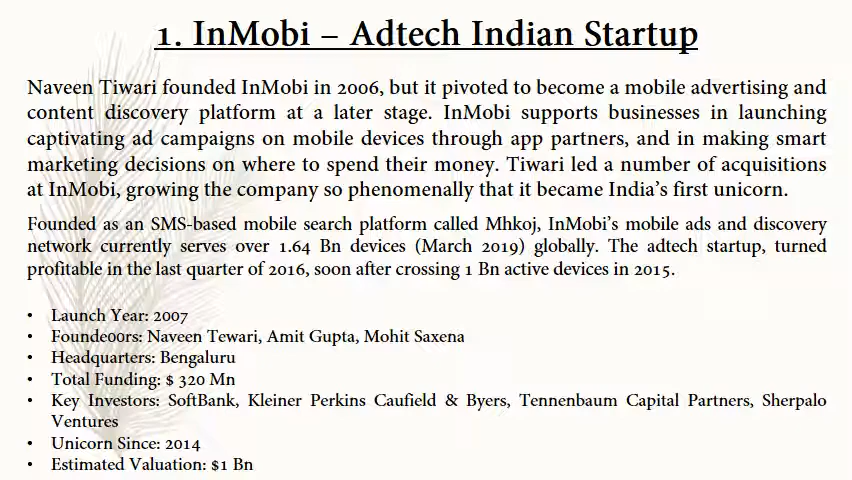 1. InMobi – Adtech Indian Startup
Naveen Tiwari founded InMobi in 2006, but it pivoted to become a mobile advertising and
content discovery platform at a later stage. InMobi supports businesses in launching
captivating ad campaigns on mobile devices through app partners, and in making smart
marketing decisions on where to spend their money. Tiwari led a number of acquisitions
at InMobi, growing the company so phenomenally that it became India’s first unicorn.
Founded as an SMS-based mobile search platform called Mhkoj, InMobi’s mobile ads and discovery
network currently serves over 1.64 Bn devices (March 2019) globally. The adtech startup, turned
profitable in the last quarter of 2016, soon after crossing 1 Bn active devices in 2015.
• Launch Year: 2007
• Founde00rs: Naveen Tewari, Amit Gupta, Mohit Saxena
• Headquarters: Bengaluru
• Total Funding: $ 320 Mn
• Key Investors: SoftBank, Kleiner Perkins Caufield & Byers, Tennenbaum Capital Partners, Sherpalo
Ventures
• Unicorn Since: 2014
• Estimated Valuation: $1 Bn